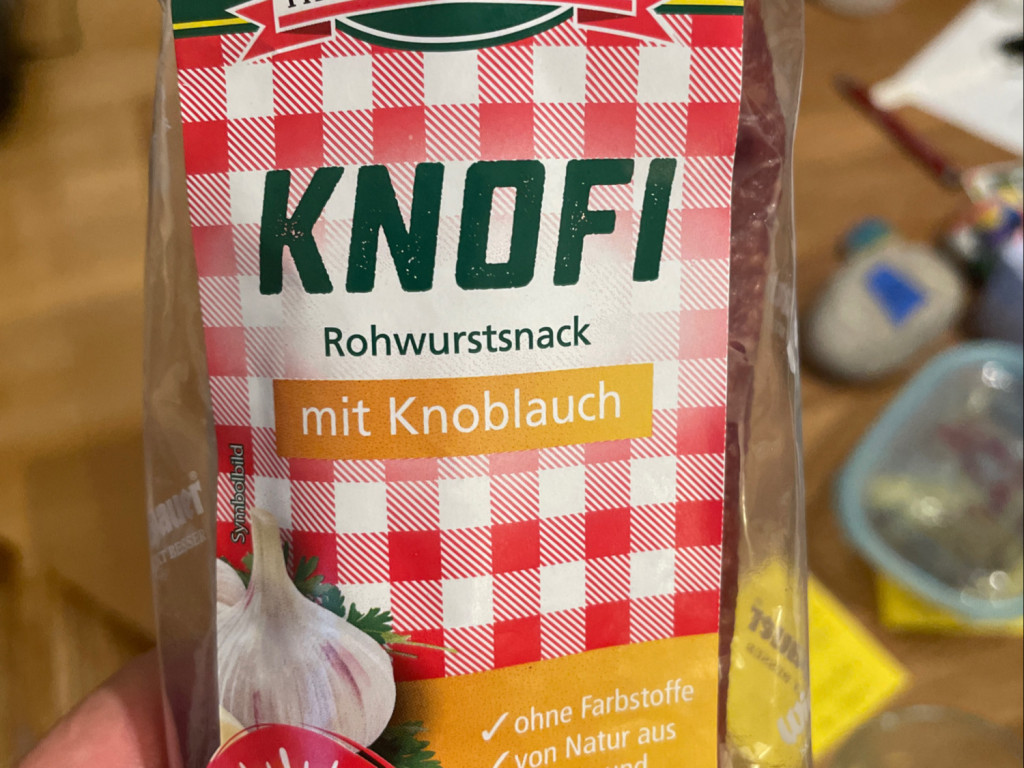 KNOFI
Rohwurstsnack
mit Knoblauch
Symbolbild
✓ ohne Farbstoffe
✓ von Natur aus